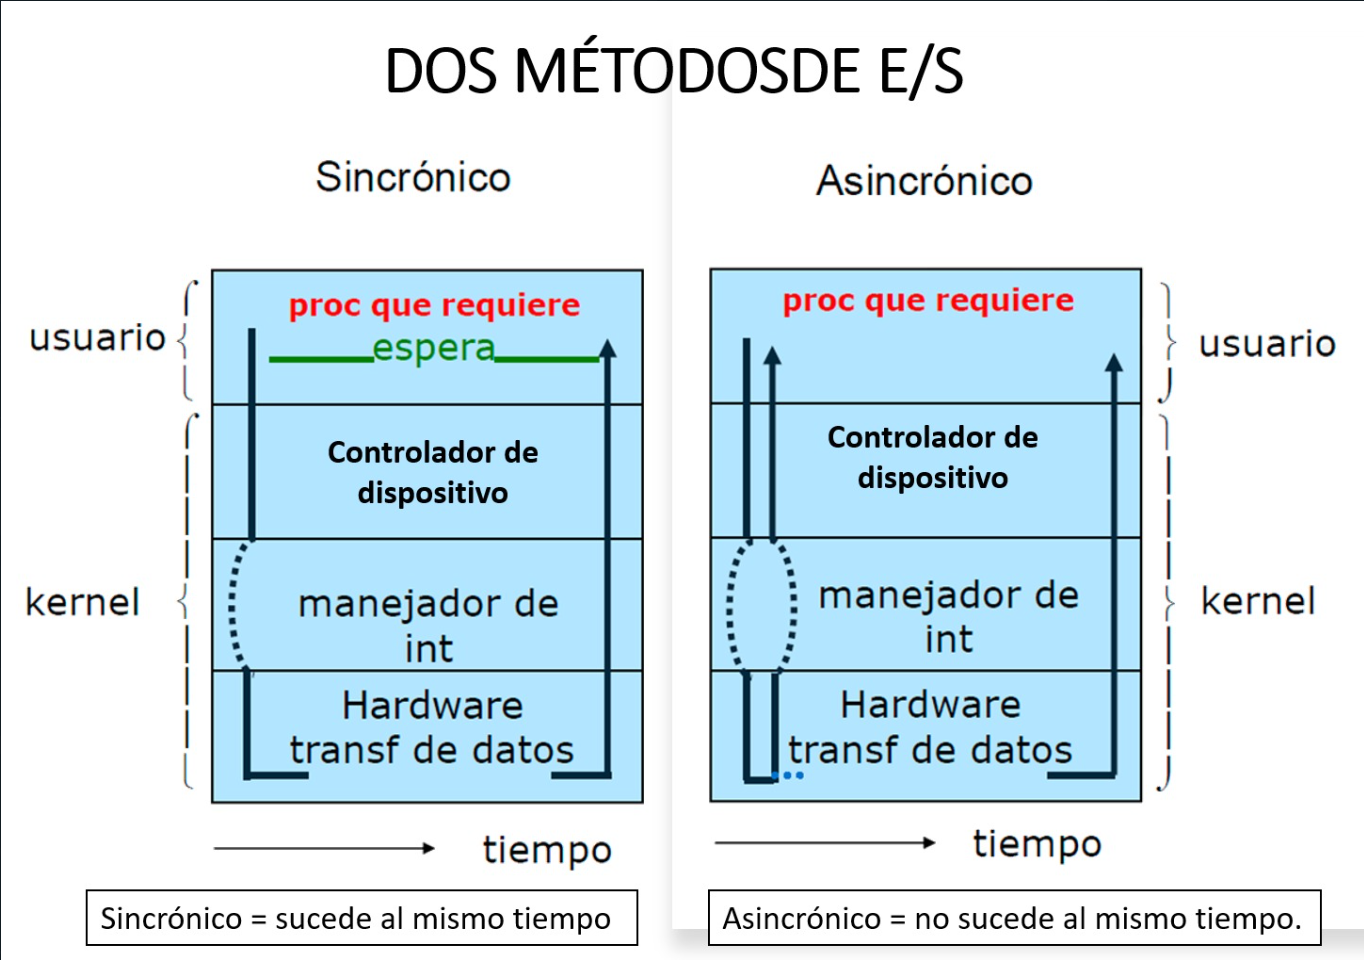 DOS MÉTODOSDE E/S
Sincrónico
Asincrónico
usuario
proc que requiere
espera
Controlador de
dispositivo
kernel
manejador de
int
Hardware
transf de datos
tiempo
Sincrónico = sucede al mismo tiempo
proc que requiere
usuario
Controlador de
dispositivo
manejador de
int
kernel
Hardware
transf de datos
tiempo
Asincrónico = no sucede al mismo tiempo.